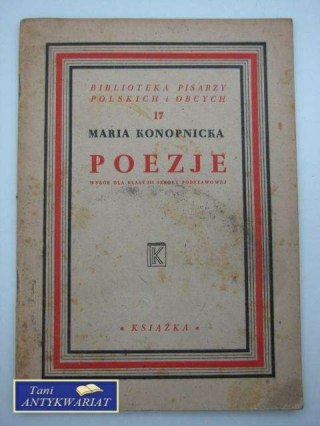 BIBLIOTEKA PISARZY
POLSKICH i OBCYCH
17
MARIA KONOPNICKA
POEZJE
WYBÓR DLA KLASY III SZKOŁY PODSTAWOWEJ
K
* KSIĄŻKA *
Tani
ANTYKWARIAT